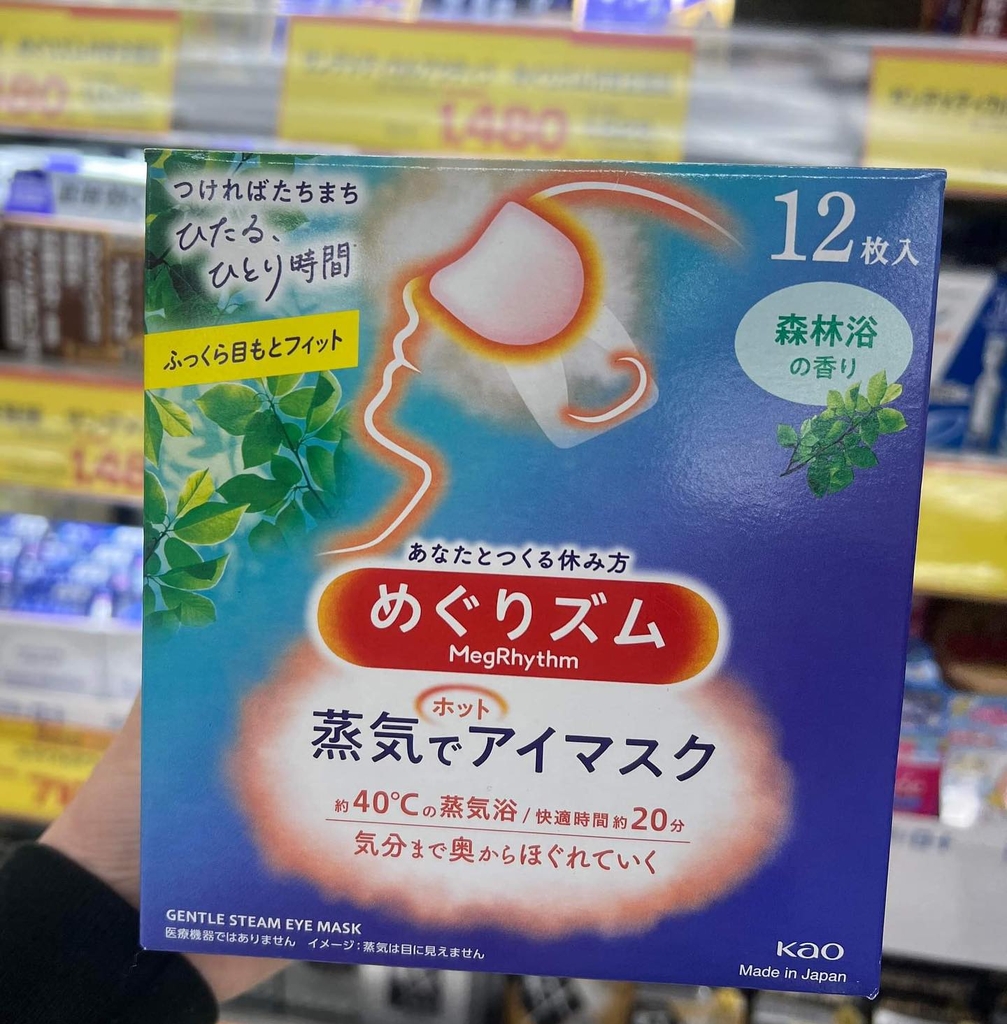 1,480
つければたちまち
ひたる、
ひとり時間
ふっくら目もとフィット
12枚入
森林浴
の香り
あなたとつくる休み方
めぐりズム
MegRhythm
ホット
蒸気でアイマスク
約40℃の蒸気浴/快適時間約20分
気分まで奥からほぐれていく
GENTLE STEAM EYE MASK
医療機器ではありません イメージ:蒸気は目に見えません
Kao
Made in Japan